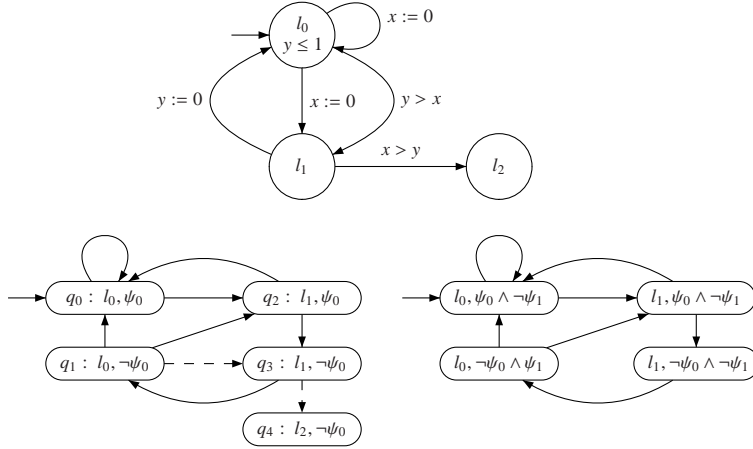 l₀
y ≤ 1
x := 0
y := 0
x := 0
y > x
x > y
l₁
l₂
q₀ : l₀, ψ₀
q₂ : l₁, ψ₀
q₁ : l₀, ¬ψ₀
q₃ : l₁, ¬ψ₀
q₄ : l₂, ¬ψ₀
l₀, ψ₀ ∧ ¬ψ₁
l₁, ψ₀ ∧ ¬ψ₁
l₀, ¬ψ₀ ∧ ψ₁
l₁, ¬ψ₀ ∧ ¬ψ₁